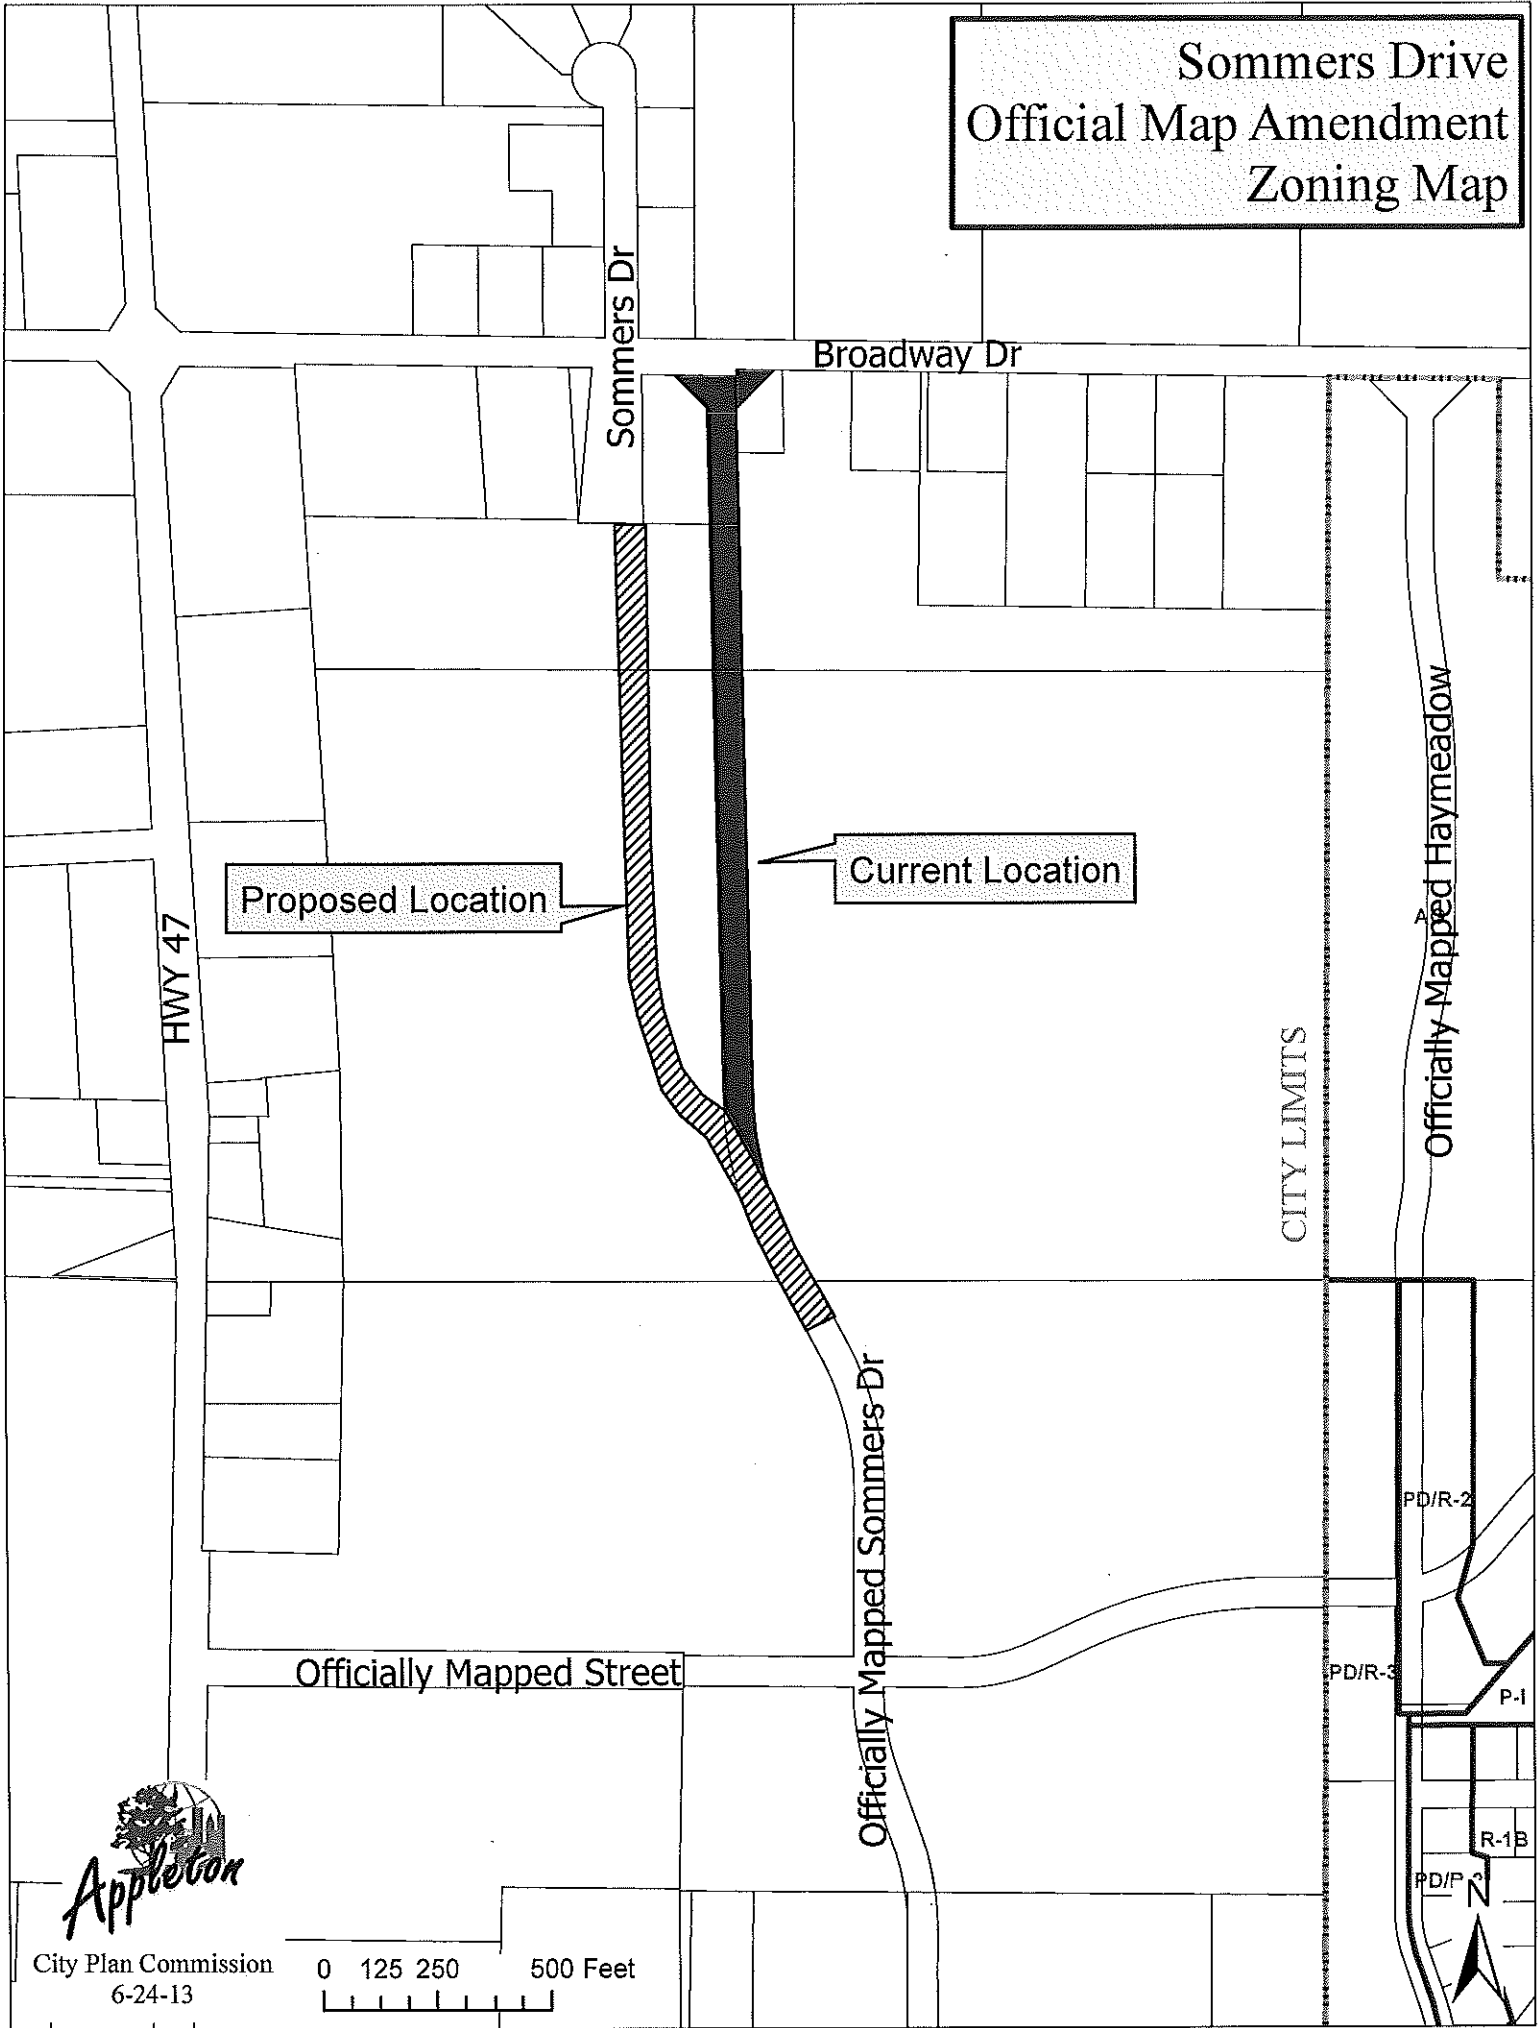 Sommers Drive
Official Map Amendment
Zoning Map
Sommers Dr
Broadway Dr
Proposed Location
Current Location
HWY 47
Officially Mapped Haymeadow
CITY LIMITS
Officially Mapped Sommers Dr
PD/R-2
Officially Mapped Street
PD/R-3
P-I
R-1B
N
Appleton
City Plan Commission
6-24-13
0 125 250 500 Feet